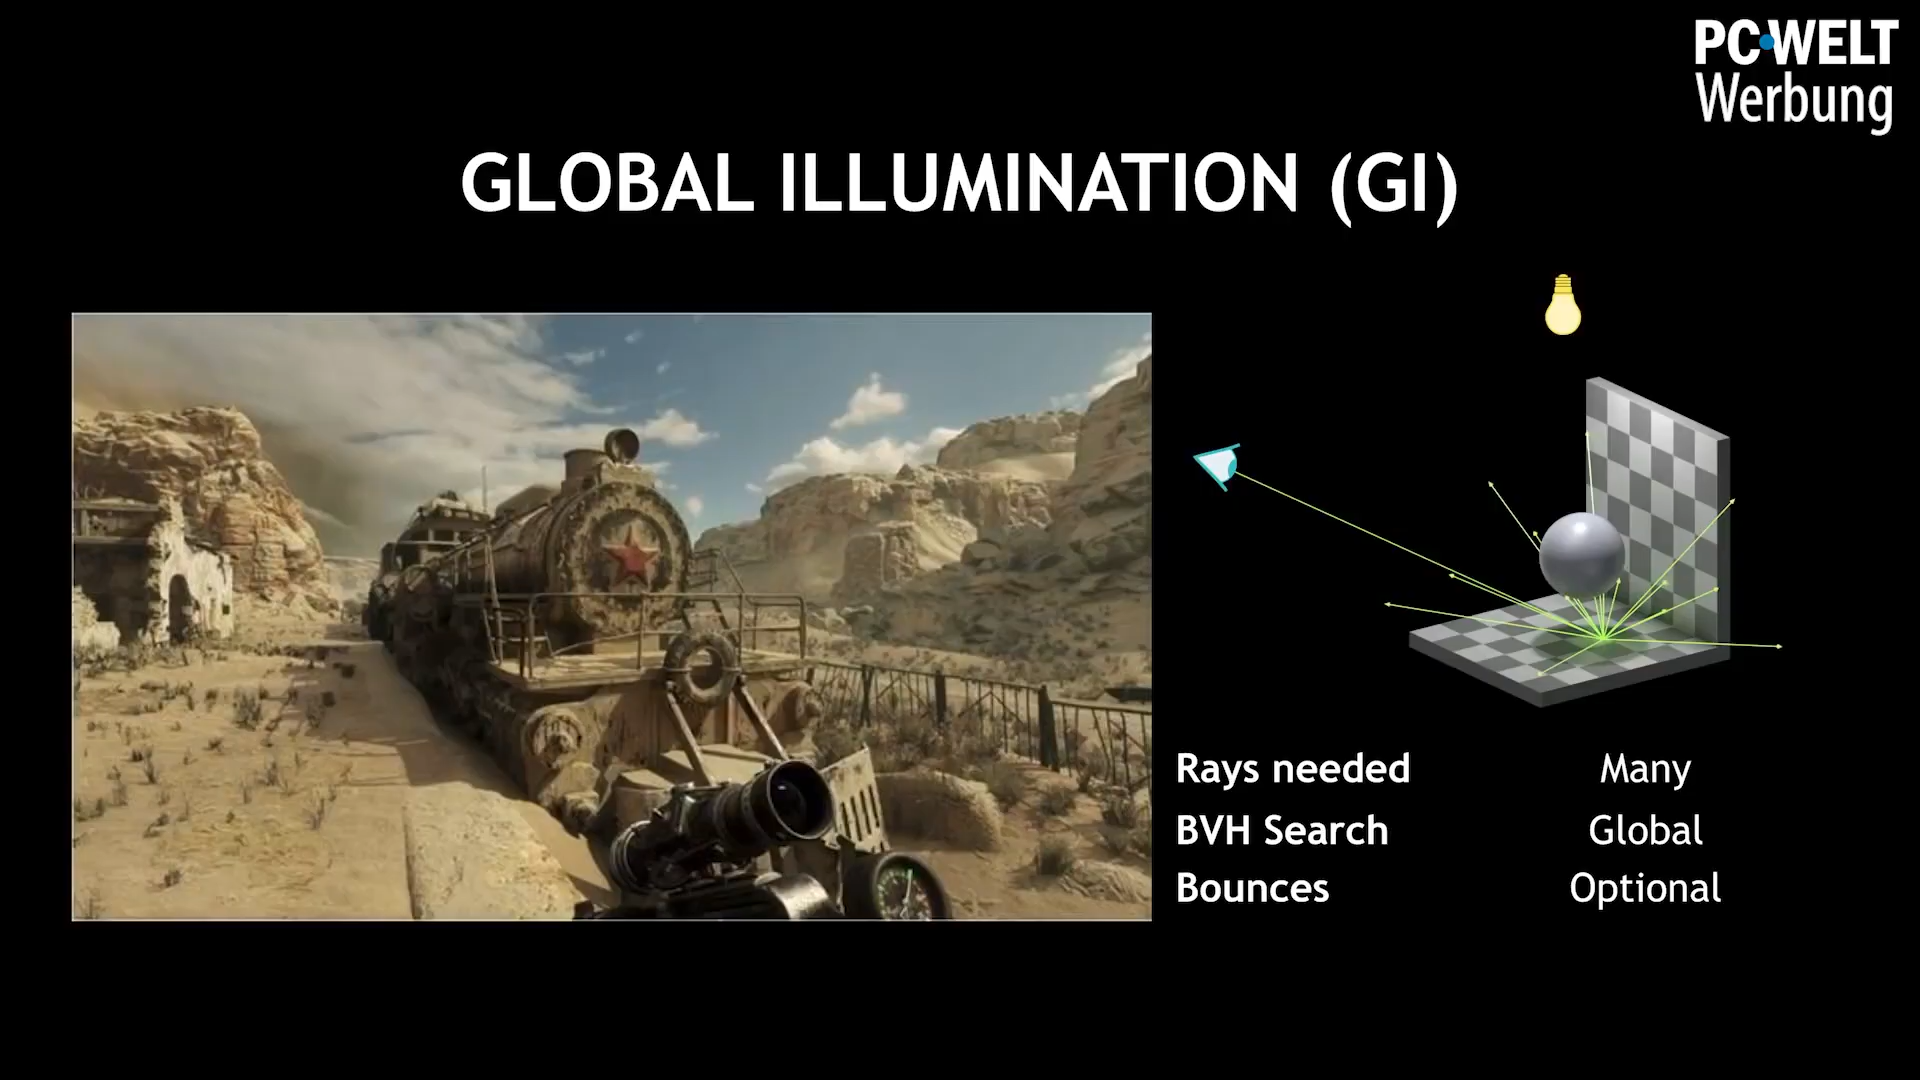 PC WELT
Werbung
GLOBAL ILLUMINATION (GI)
Rays needed Many
BVH Search Global
Bounces Optional